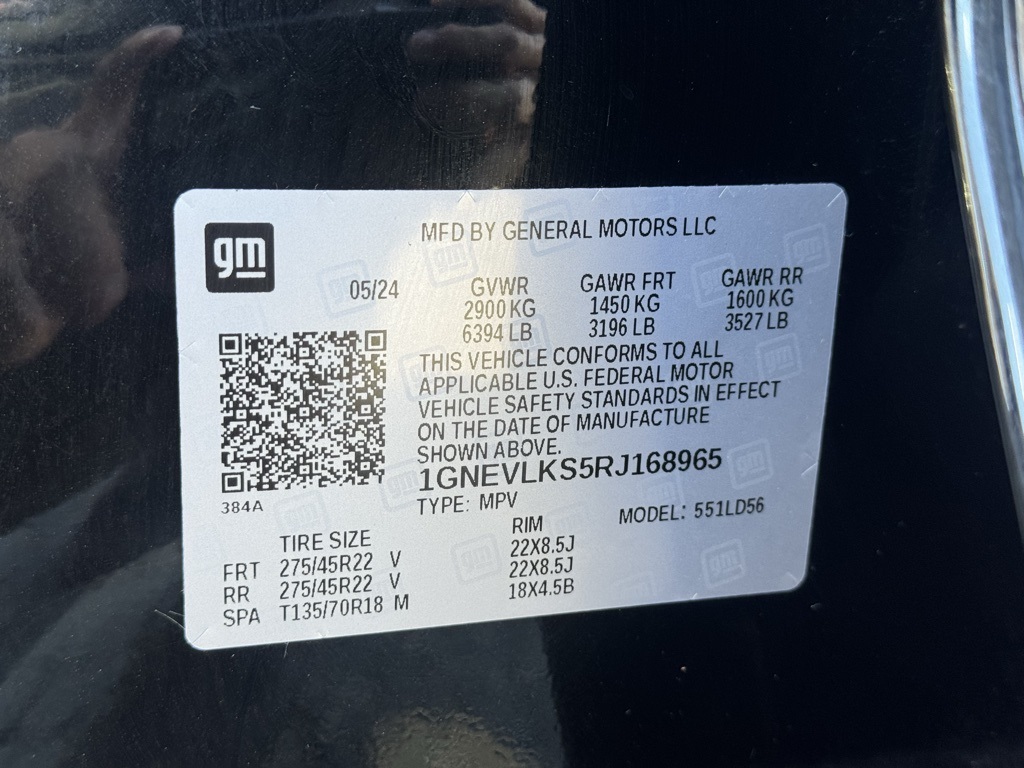 gm
MFD BY GENERAL MOTORS LLC
05/24 GVWR GAWR FRT GAWR RR
2900 KG 1450 KG 1600 KG
6394 LB 3196 LB 3527 LB
THIS VEHICLE CONFORMS TO ALL
APPLICABLE U.S. FEDERAL MOTOR
VEHICLE SAFETY STANDARDS IN EFFECT
ON THE DATE OF MANUFACTURE
SHOWN ABOVE.
1GNEVLKS5RJ168965
384A TYPE: MPV MODEL: 551LD56
TIRE SIZE RIM
FRT 275/45R22 V 22X8.5J
RR 275/45R22 V 22X8.5J
SPA T135/70R18 M 18X4.5B